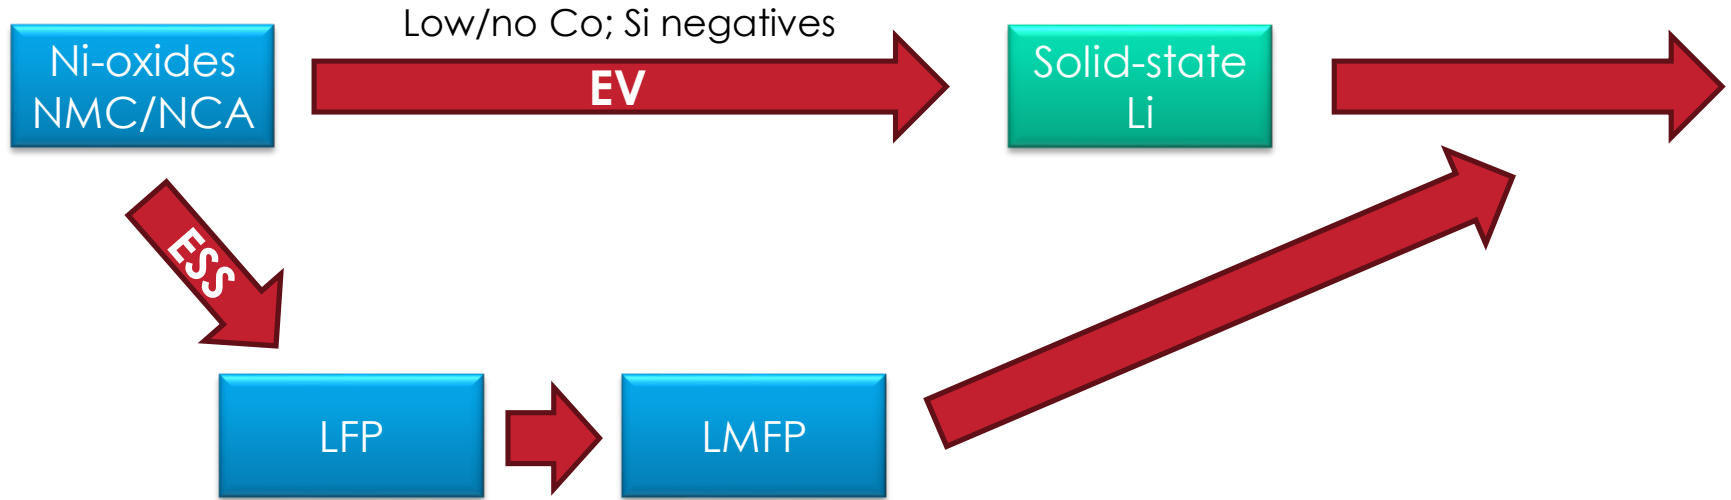 Low/no Co; Si negatives
Ni-oxides
NMC/NCA
EV
Solid-state
Li
ESS
LFP
LMFP